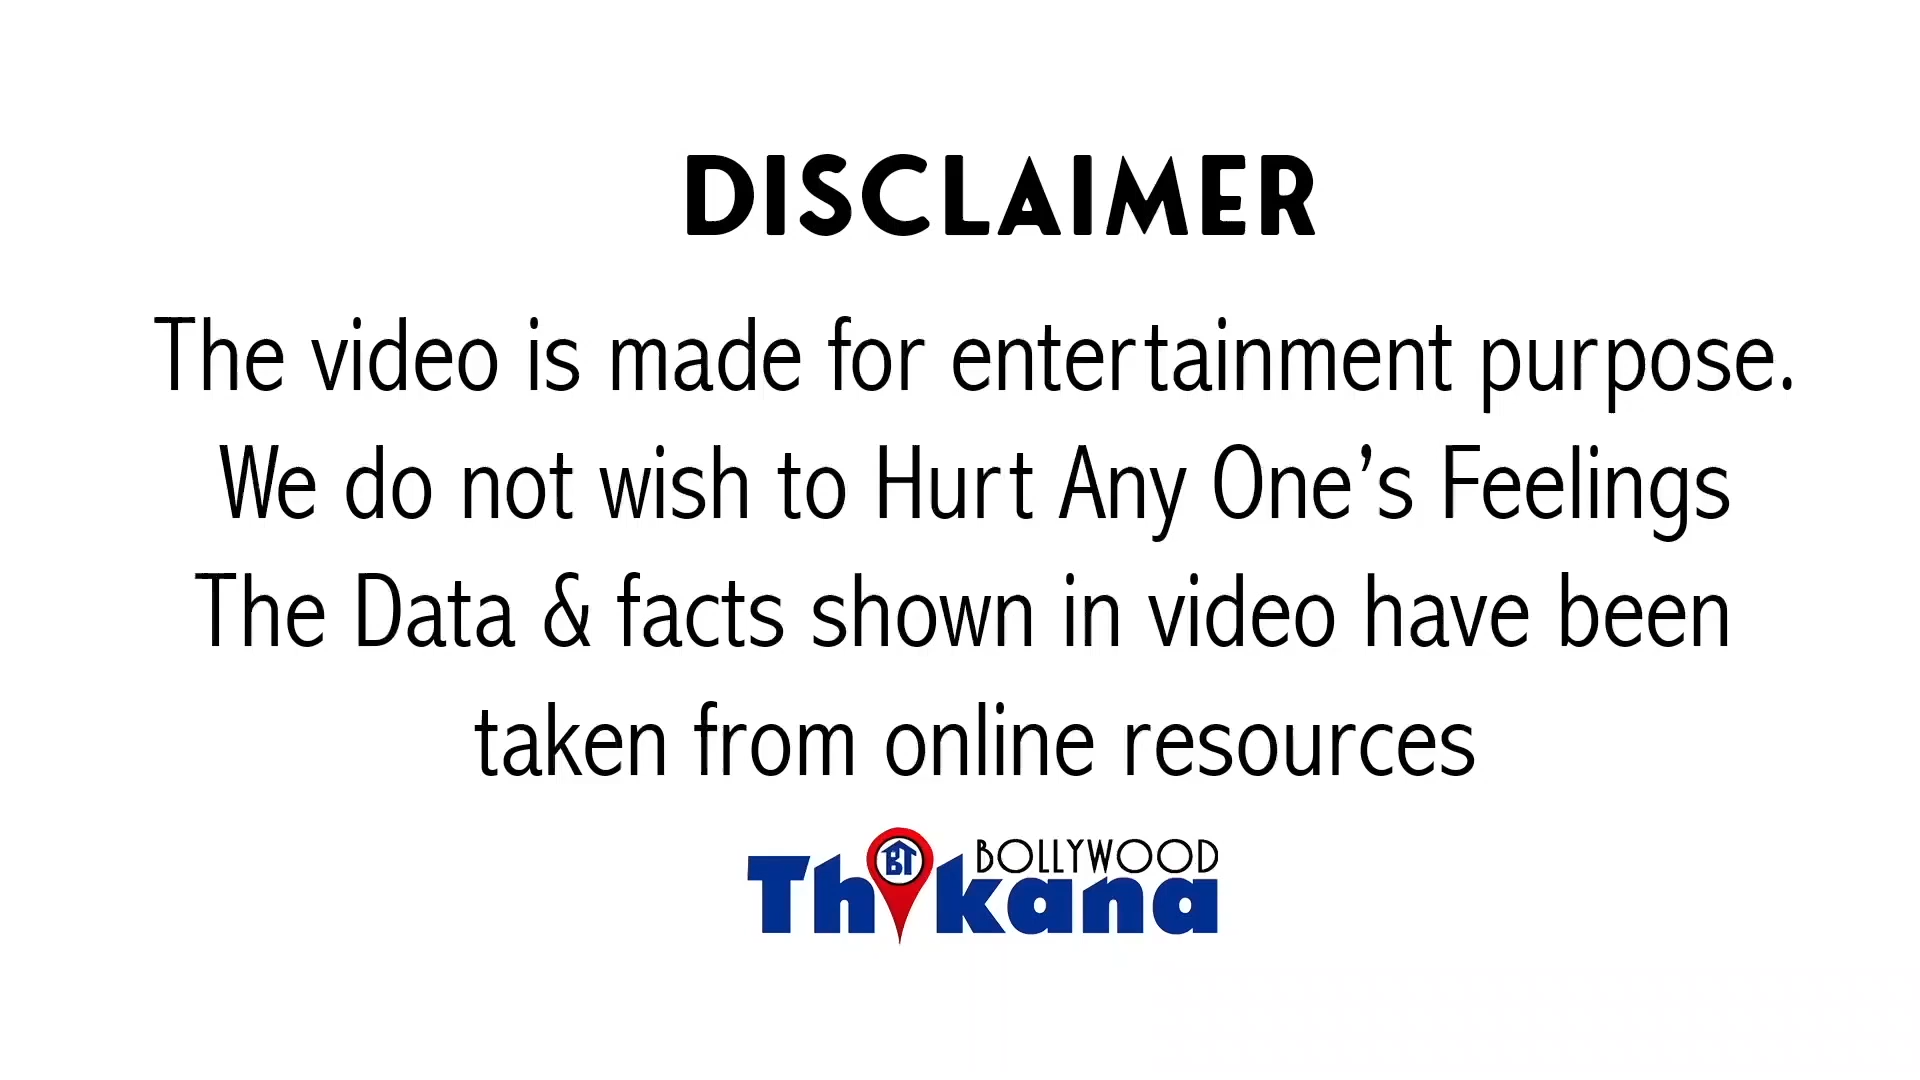 DISCLAIMER
The video is made for entertainment purpose.
We do not wish to Hurt Any One’s Feelings
The Data & facts shown in video have been
taken from online resources
BT
BOLLYWOOD
Thikana